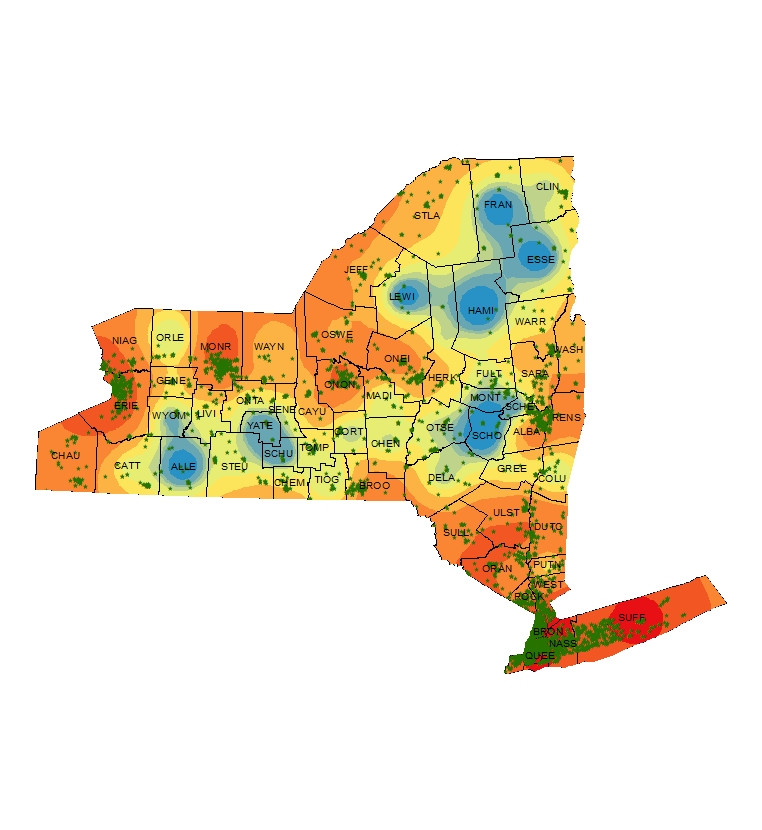 CLIN
FRAN
STLA
ESSE
JEFF
LEWI
HAMI
WARR
OSWE
ORLE
NIAG
MONR
WAYN
WASH
ONEI
SARA
FULT
HERK
GENE
ONON
MADI
MONT
ONTA
ERIE
SENE
CAYU
SCHE
WYOM
LIVI
RENS
YATE
OTSE
CORT
ALBA
SCHO
CHEN
TOMP
CHAU
SCHU
CATT
ALLE
STEU
GREE
DELA
COLU
TIOG
CHEM
BROO
ULST
DUTC
SULL
PUTN
ORAN
WEST
ROCK
SUFF
BRON
NASS
QUEE